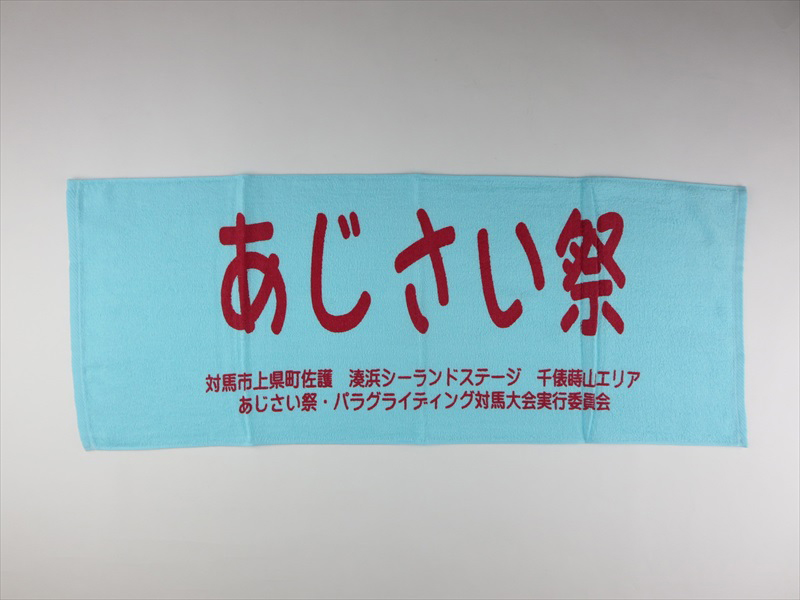 あじさい祭
対馬市上県町佐護　湊浜シーランドステージ　千俵蒔山エリア
あじさい祭・パラグライディング対馬大会実行委員会